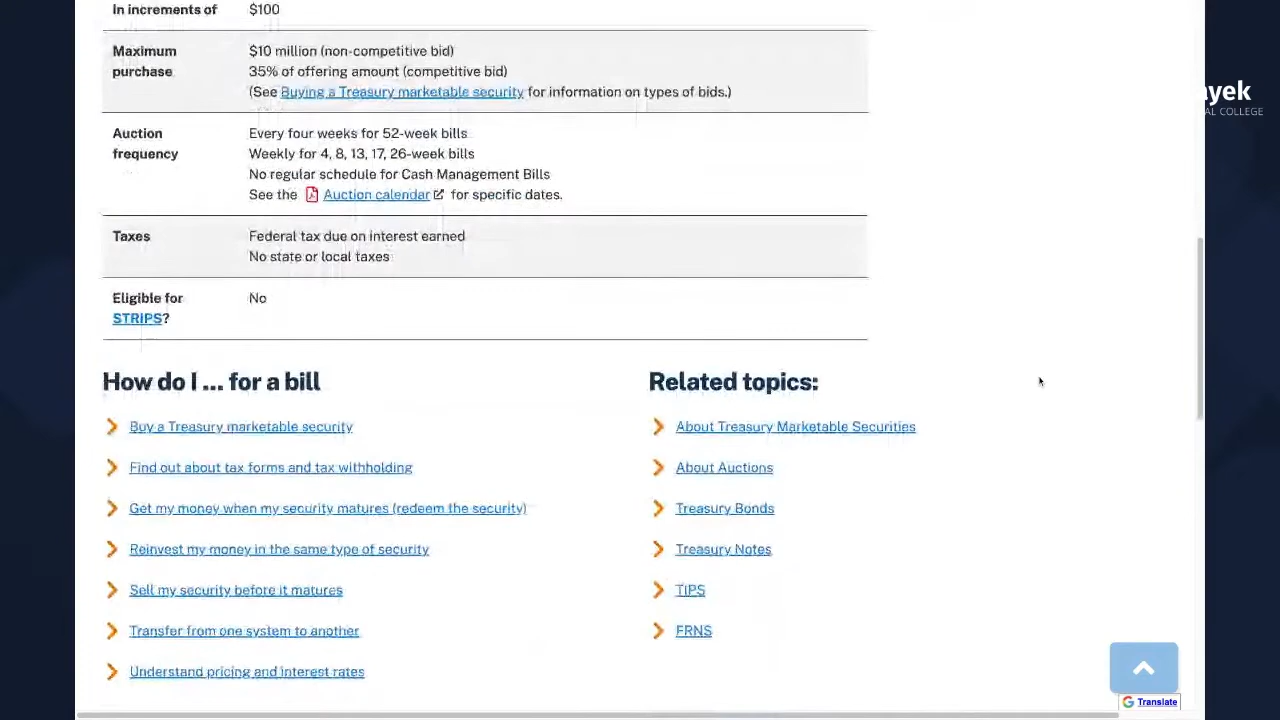 In increments of
$100
Maximum
purchase
$10 million (non-competitive bid)
35% of offering amount (competitive bid)
(See Buying a Treasury marketable security for information on types of bids.)
Auction
frequency
Every four weeks for 52-week bills
Weekly for 4, 8, 13, 17, 26-week bills
No regular schedule for Cash Management Bills
See the Auction calendar for specific dates.
Taxes
Federal tax due on interest earned
No state or local taxes
Eligible for
STRIPS?
No
How do I ... for a bill
Buy a Treasury marketable security
Find out about tax forms and tax withholding
Get my money when my security matures (redeem the security)
Reinvest my money in the same type of security
Sell my security before it matures
Transfer from one system to another
Understand pricing and interest rates
Related topics:
About Treasury Marketable Securities
About Auctions
Treasury Bonds
Treasury Notes
TIPS
FRNS
Translate
yek
AL COLLEGE